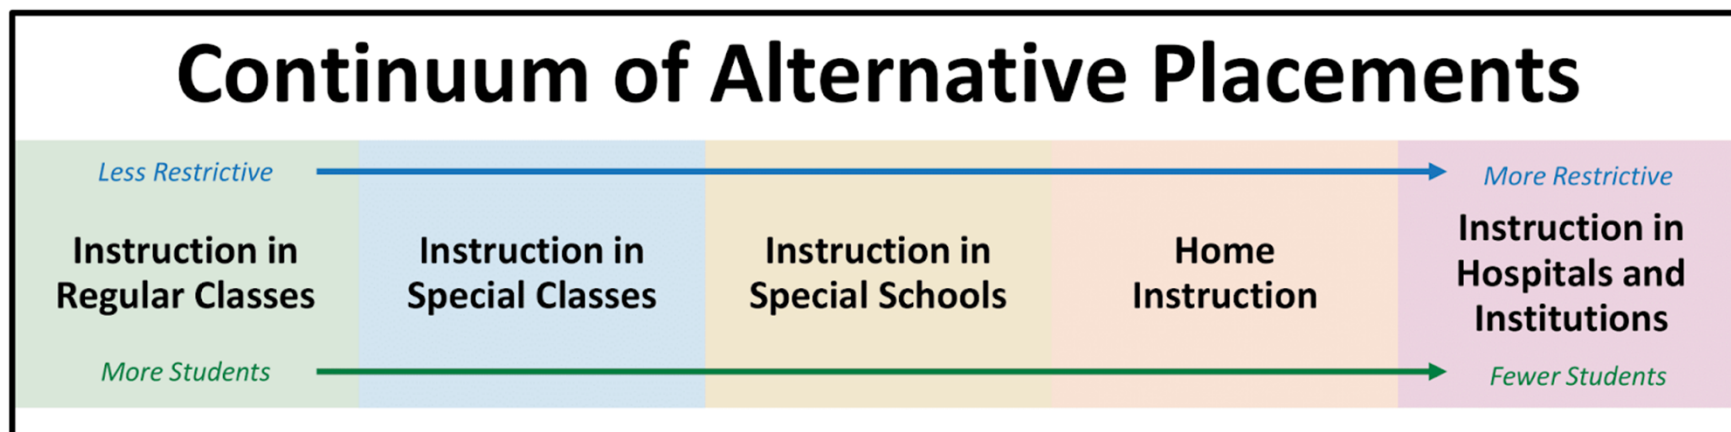 Continuum of Alternative Placements
Less Restrictive
More Restrictive
Instruction in
Regular Classes
Instruction in
Special Classes
Instruction in
Special Schools
Home
Instruction
Instruction in
Hospitals and
Institutions
More Students
Fewer Students